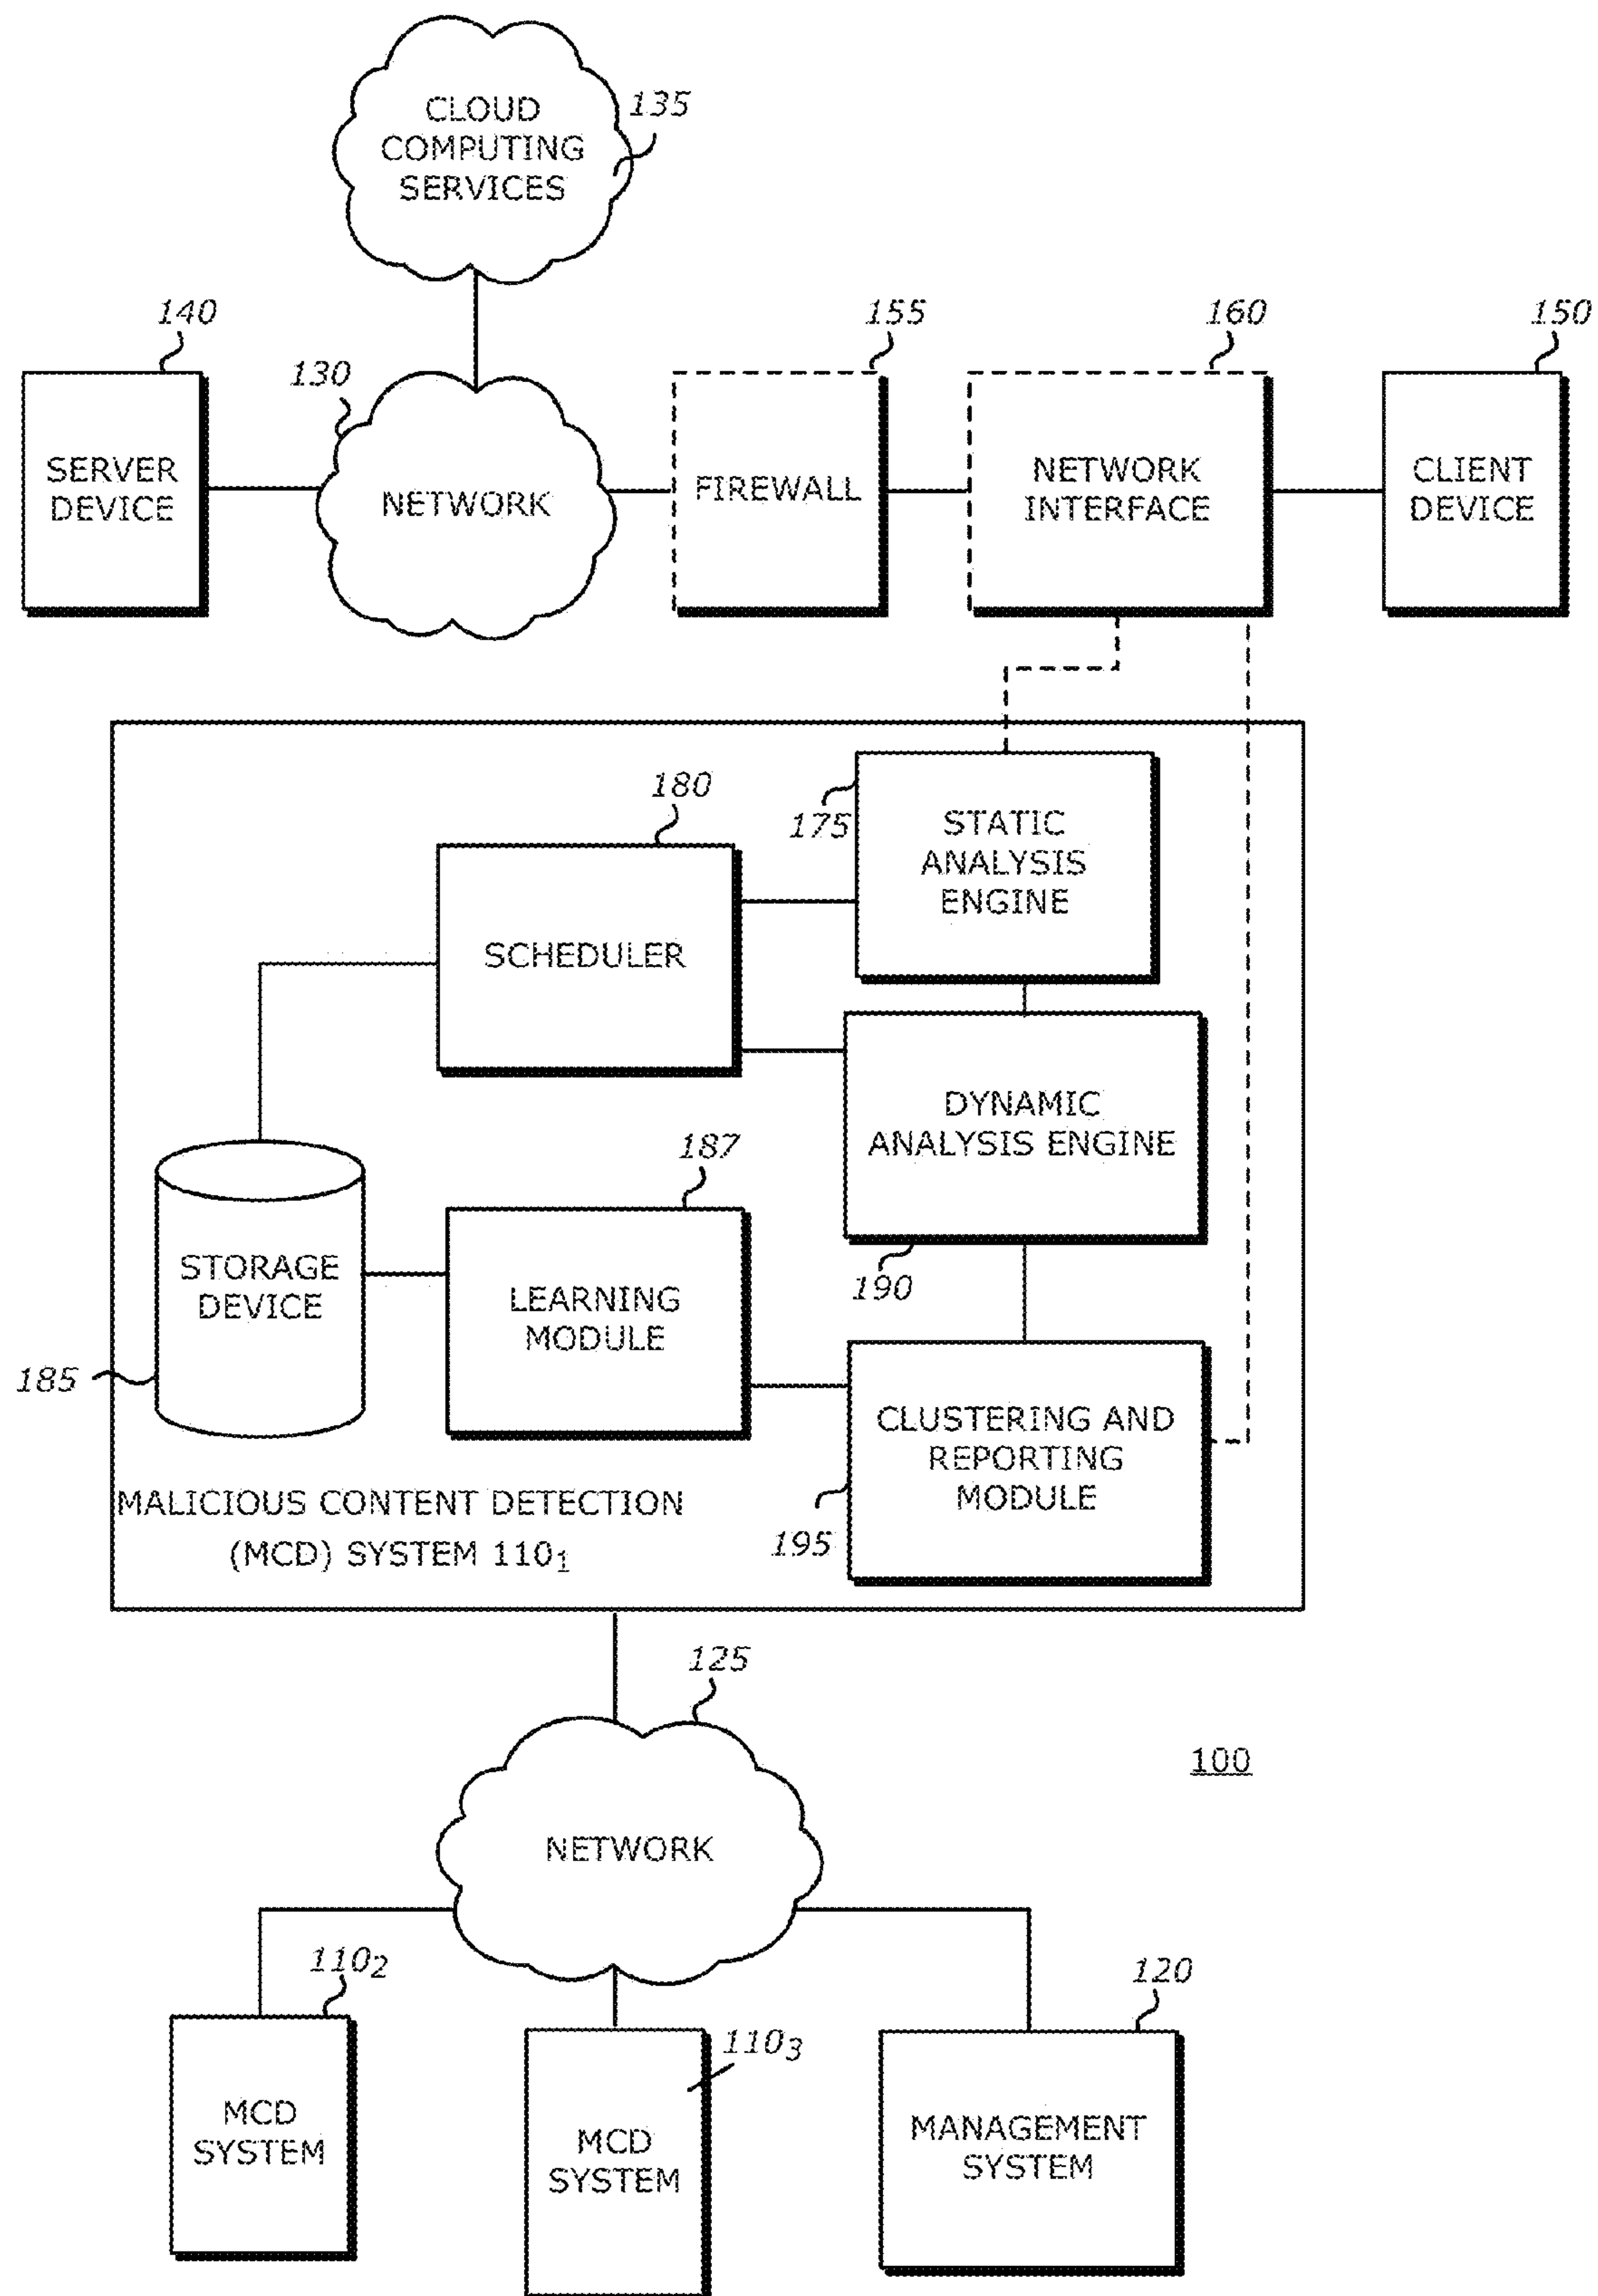 CLOUD
COMPUTING
SERVICES
135
140
130
155
160
150
SERVER
DEVICE
NETWORK
FIREWALL
NETWORK
INTERFACE
CLIENT
DEVICE
180
175
STATIC
ANALYSIS
ENGINE
SCHEDULER
DYNAMIC
ANALYSIS ENGINE
187
190
STORAGE
DEVICE
LEARNING
MODULE
185
CLUSTERING AND
REPORTING
MODULE
195
MALICIOUS CONTENT DETECTION
(MCD) SYSTEM 110₁
125
100
NETWORK
110₂
120
110₃
MCD
SYSTEM
MCD
SYSTEM
MANAGEMENT
SYSTEM